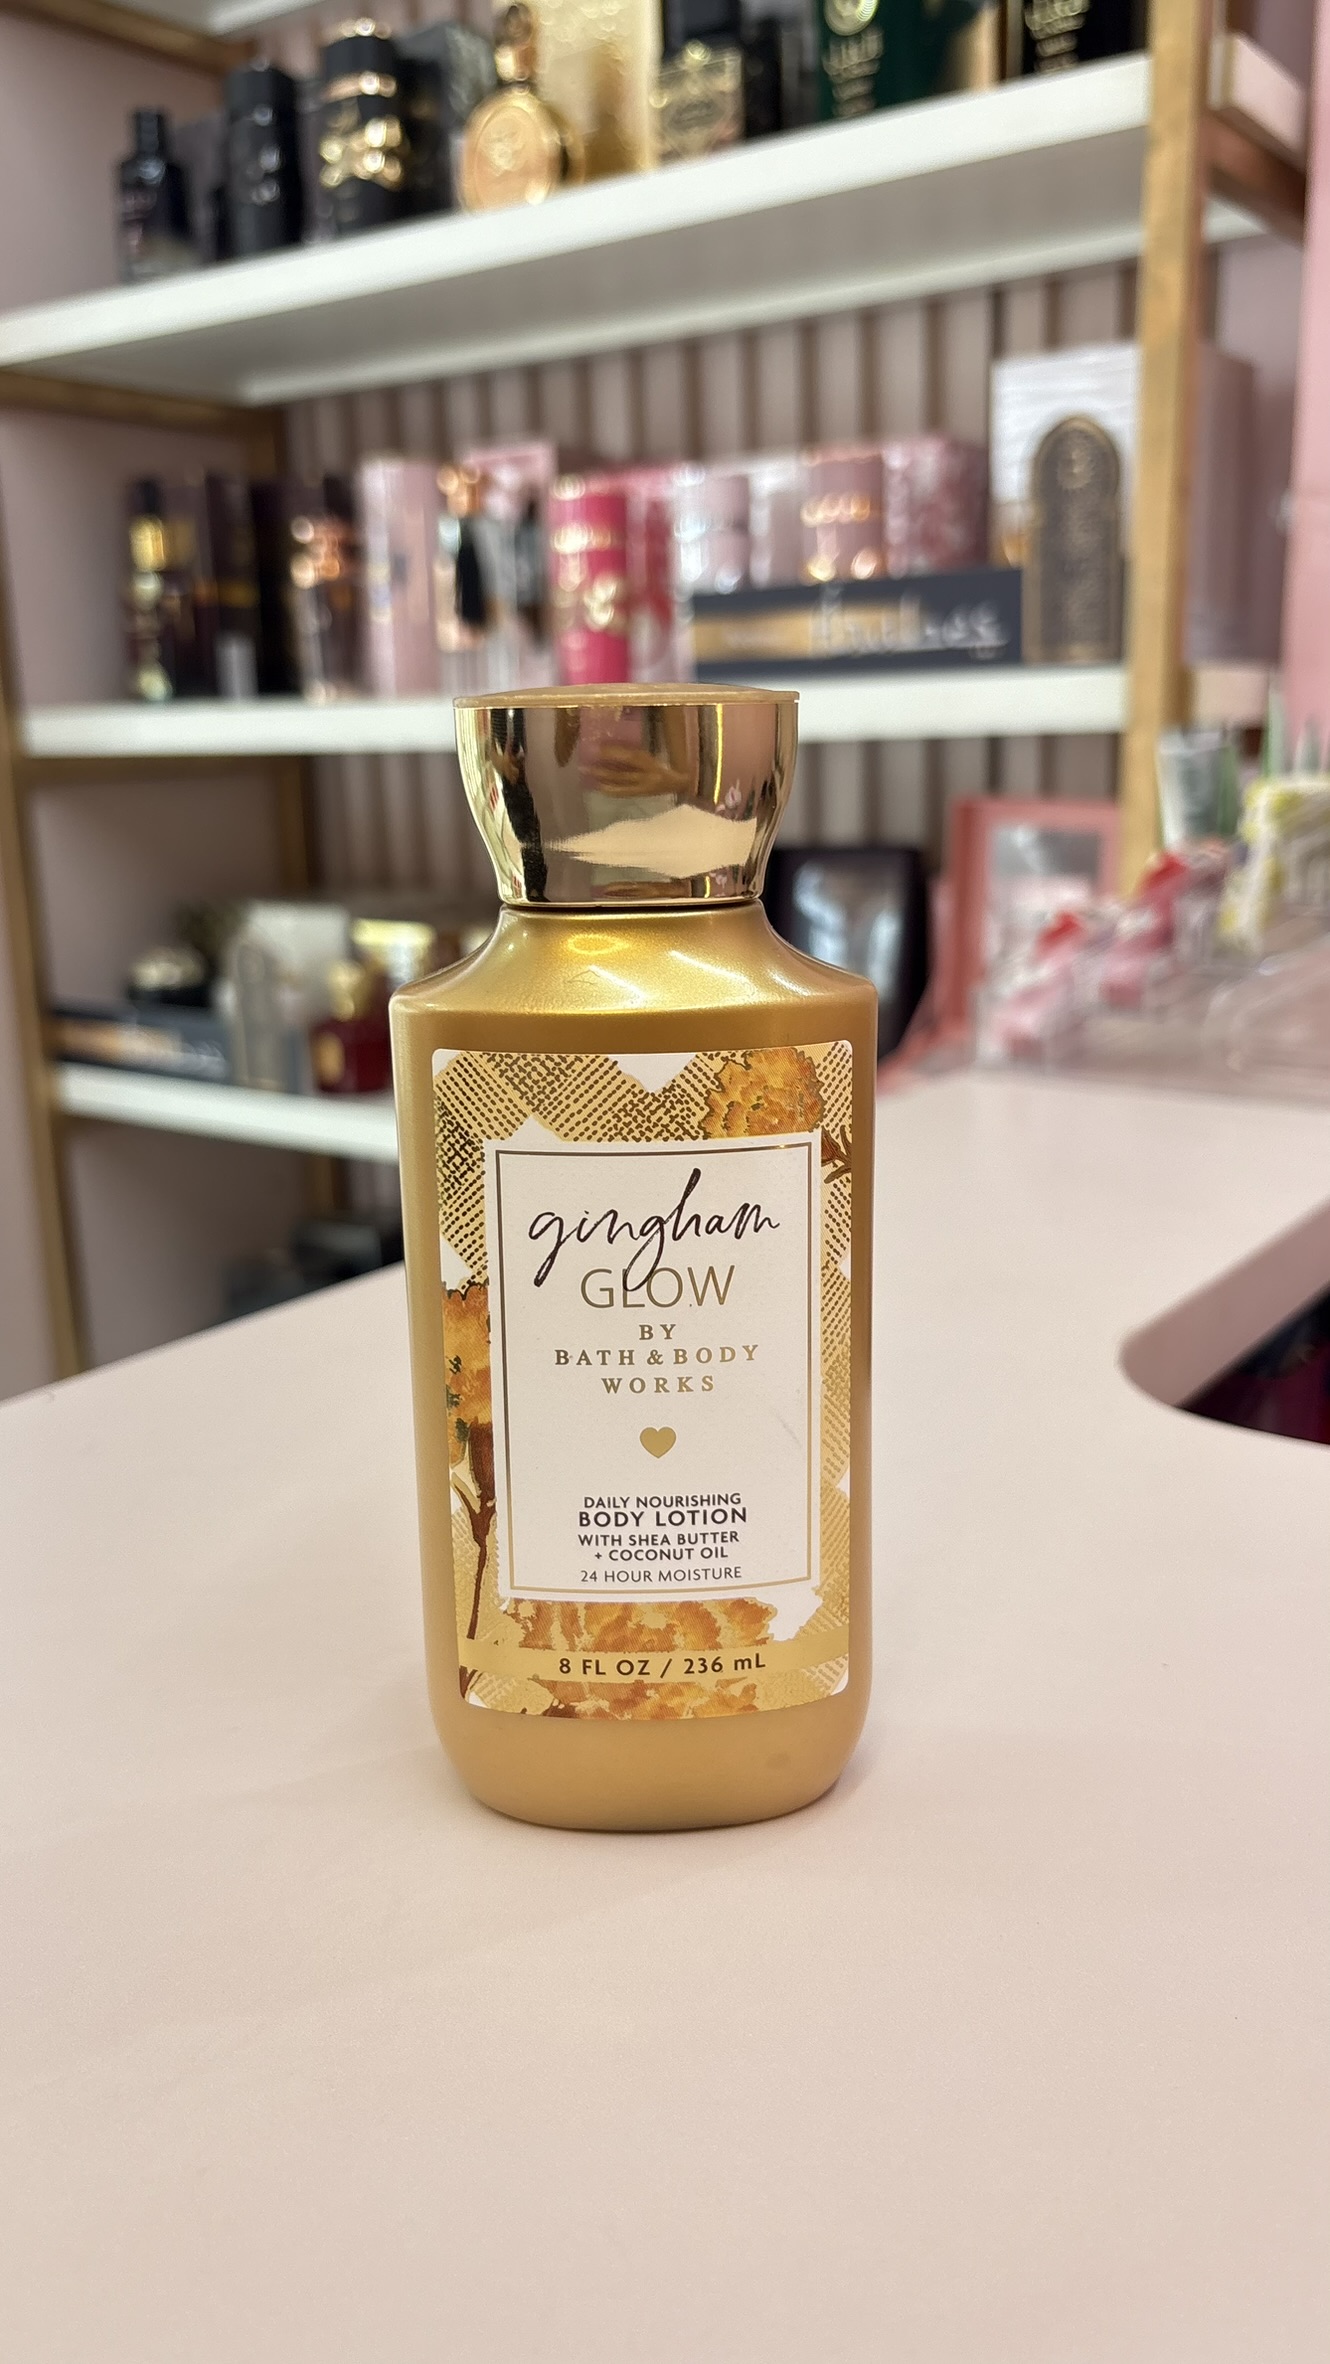 gingham
GLOW
BY
BATH & BODY
WORKS
DAILY NOURISHING
BODY LOTION
WITH SHEA BUTTER
+ COCONUT OIL
24 HOUR MOISTURE
8 FL OZ / 236 mL